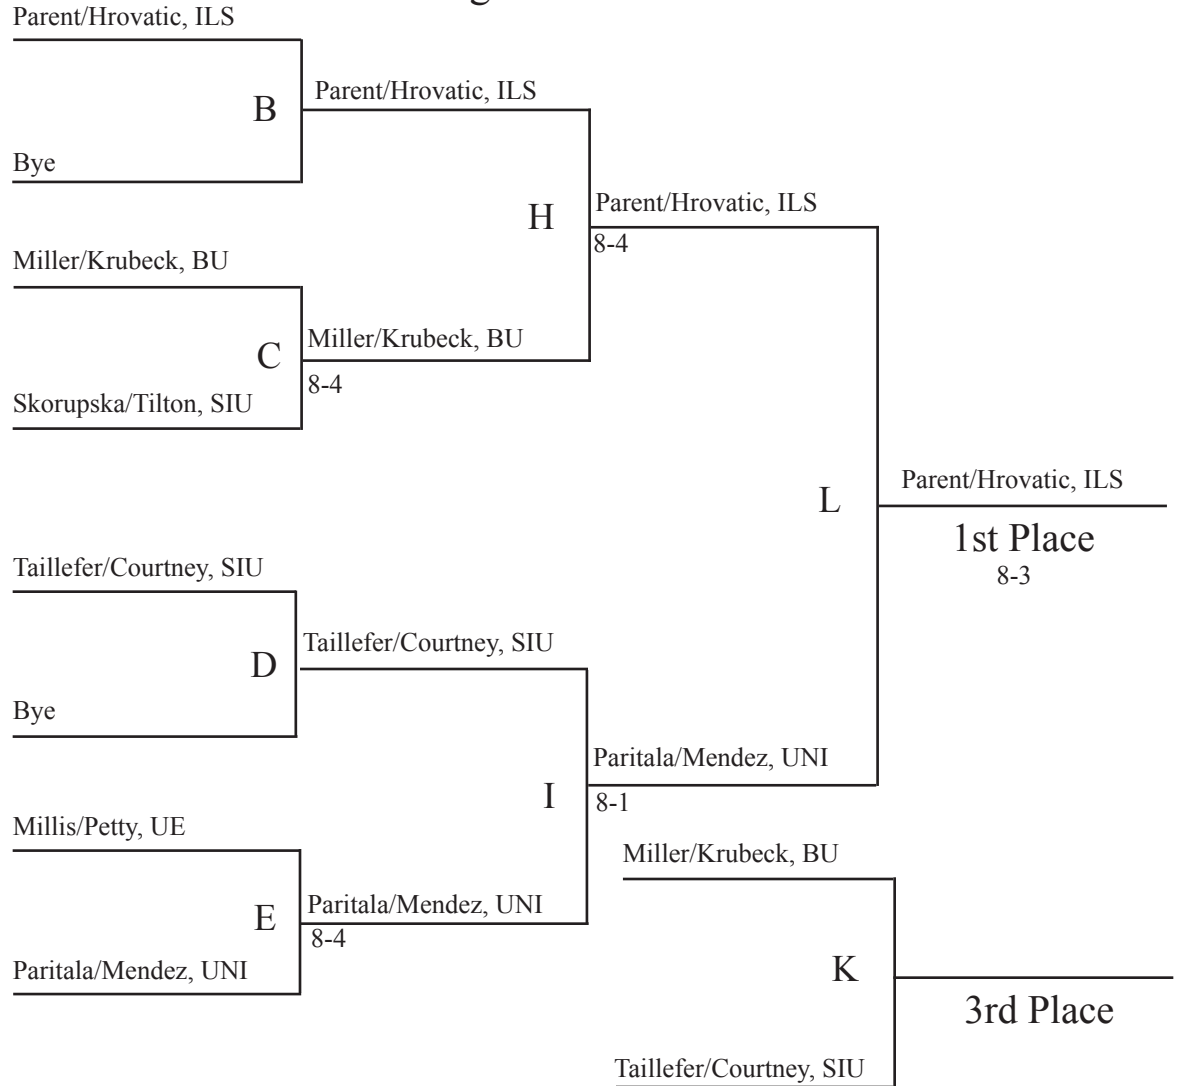 Parent/Hrovatic, ILS
B
Parent/Hrovatic, ILS
Bye
H
Parent/Hrovatic, ILS
8-4
Miller/Krubeck, BU
C
Miller/Krubeck, BU
8-4
Skorupska/Tilton, SIU
L
Parent/Hrovatic, ILS
1st Place
8-3
Taillefer/Courtney, SIU
D
Taillefer/Courtney, SIU
Bye
I
Paritala/Mendez, UNI
8-1
Millis/Petty, UE
E
Paritala/Mendez, UNI
8-4
Paritala/Mendez, UNI
Miller/Krubeck, BU
K
3rd Place
Taillefer/Courtney, SIU